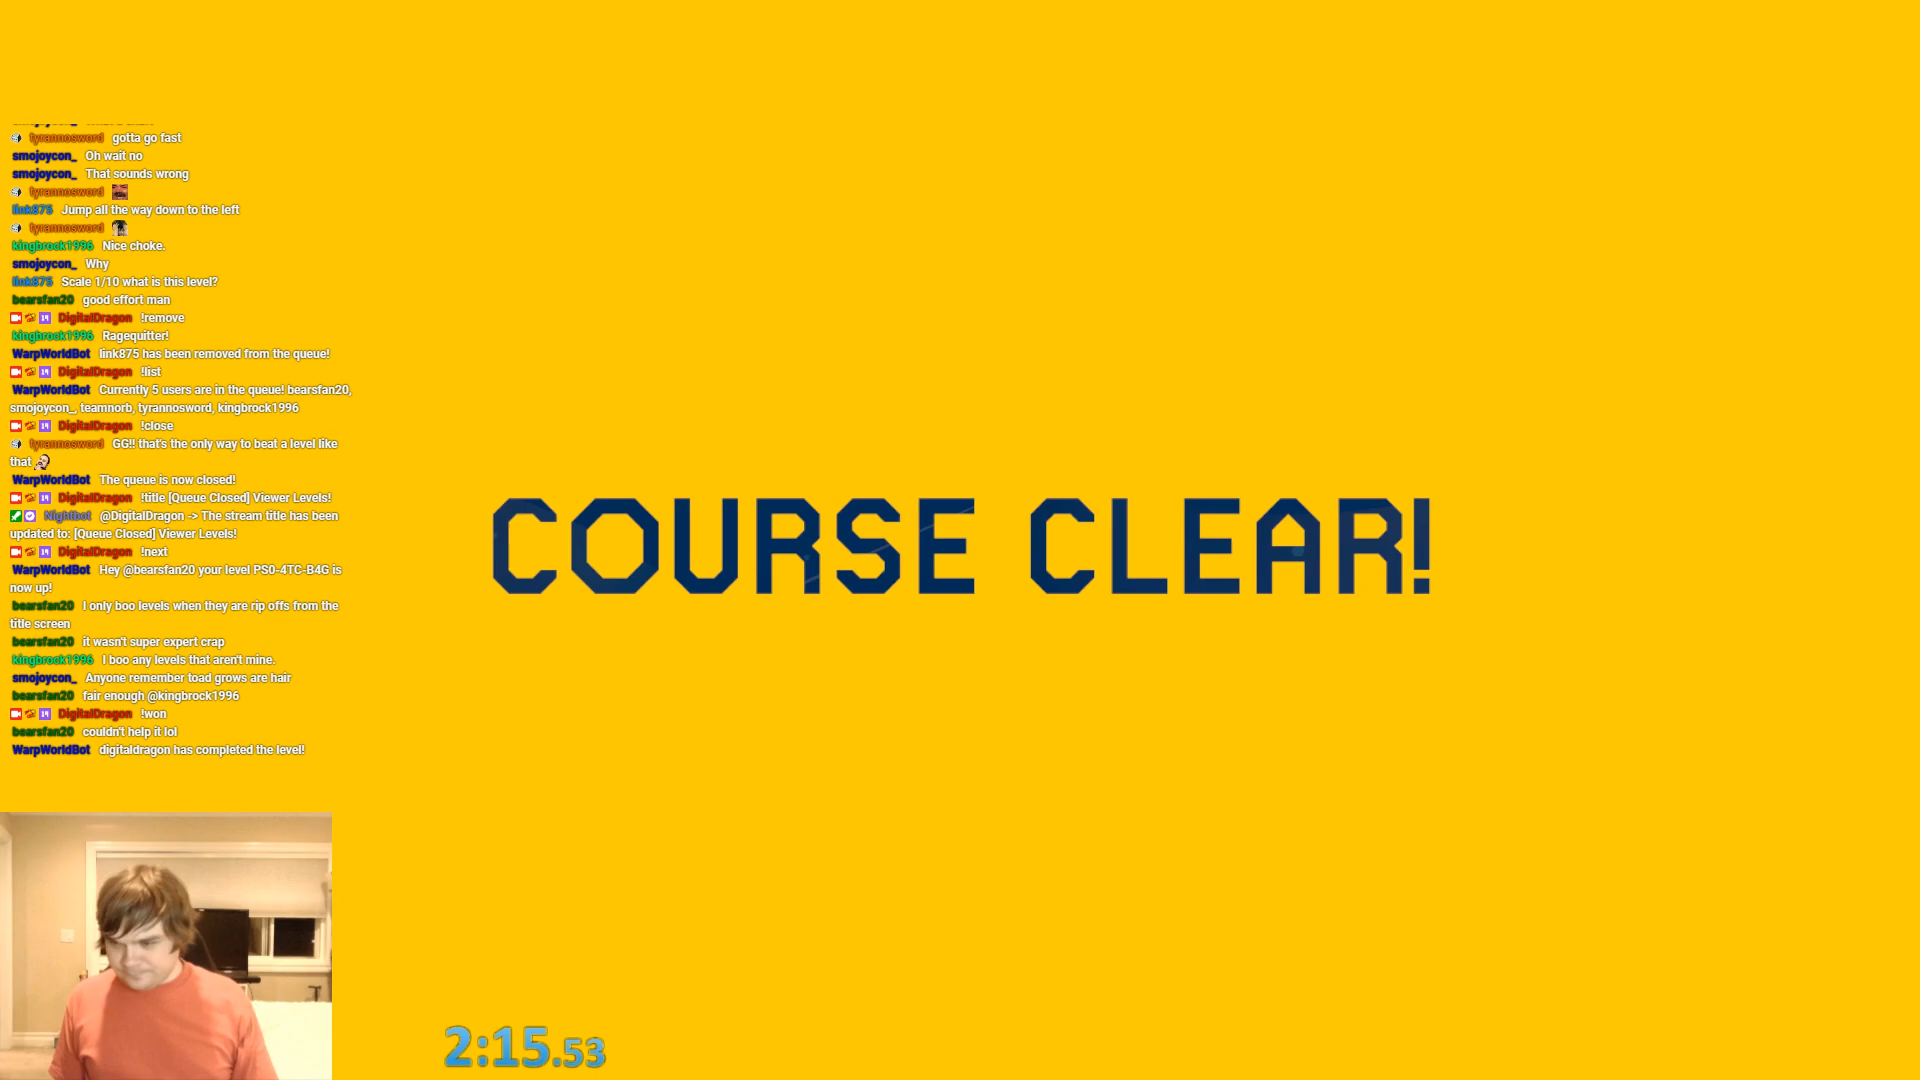 tyrannosword gotta go fast
smojoycon_ Oh wait no
smojoycon_ That sounds wrong
tyrannosword
link875 Jump all the way down to the left
tyrannosword
kingbrock1996 Nice choke.
smojoycon_ Why
link875 Scale 1/10 what is this level?
bearsfan20 good effort man
DigitalDragon !remove
kingbrock1996 Ragequitter!
WarpWorldBot link875 has been removed from the queue!
DigitalDragon !list
WarpWorldBot Currently 5 users are in the queue! bearsfan20,
smojoycon_, teamnorb, tyrannosword, kingbrock1996
DigitalDragon !close
tyrannosword GG!! that's the only way to beat a level like
that
WarpWorldBot The queue is now closed!
DigitalDragon !title [Queue Closed] Viewer Levels!
Nightbot @DigitalDragon -> The stream title has been
updated to: [Queue Closed] Viewer Levels!
DigitalDragon !next
WarpWorldBot Hey @bearsfan20 your level PS0-4TC-B4G is
now up!
bearsfan20 I only boo levels when they are rip offs from the
title screen
bearsfan20 it wasn't super expert crap
kingbrock1996 I boo any levels that aren't mine.
smojoycon_ Anyone remember toad grows are hair
bearsfan20 fair enough @kingbrock1996
DigitalDragon !won
bearsfan20 couldn't help it lol
WarpWorldBot digitaldragon has completed the level!
COURSE CLEAR!
2:15.53